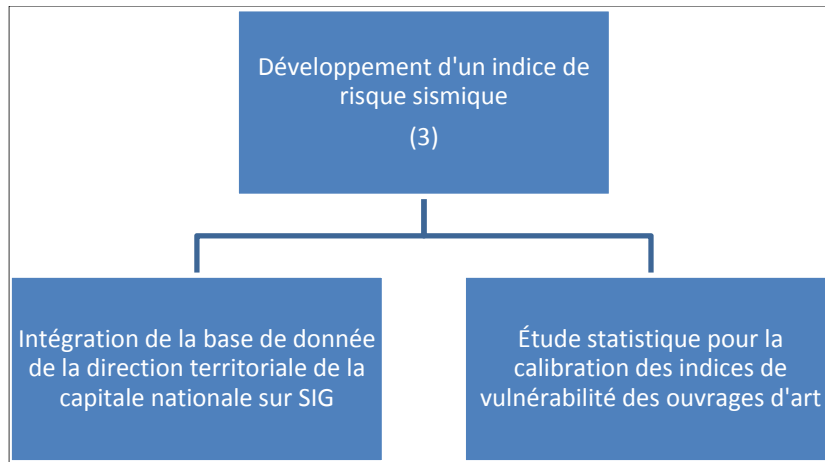 Développement d'un indice de
risque sismique
(3)
Intégration de la base de donnée
de la direction territoriale de la
capitale nationale sur SIG
Étude statistique pour la
calibration des indices de
vulnérabilité des ouvrages d'art